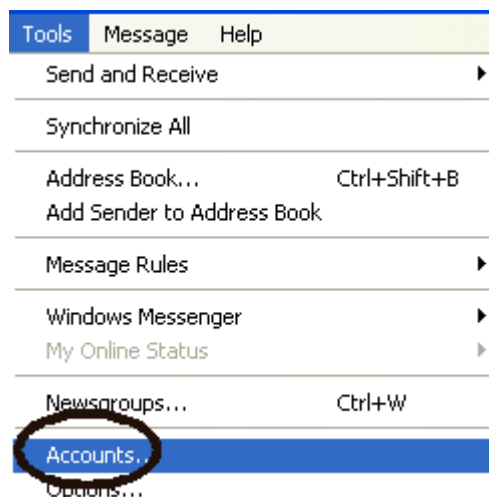 Tools Message Help
Send and Receive
Synchronize All
Address Book... Ctrl+Shift+B
Add Sender to Address Book
Message Rules
Windows Messenger
My Online Status
Newsgroups... Ctrl+W
Accounts...
Options...